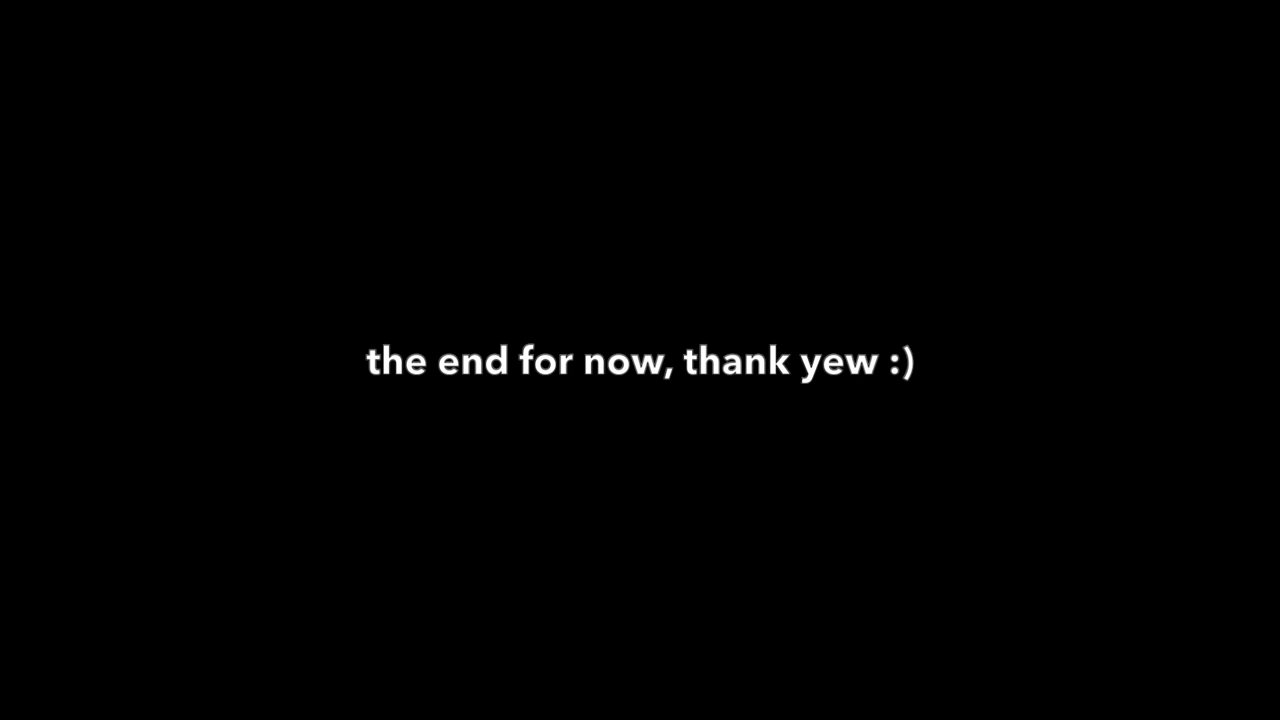 the end for now, thank yew :)